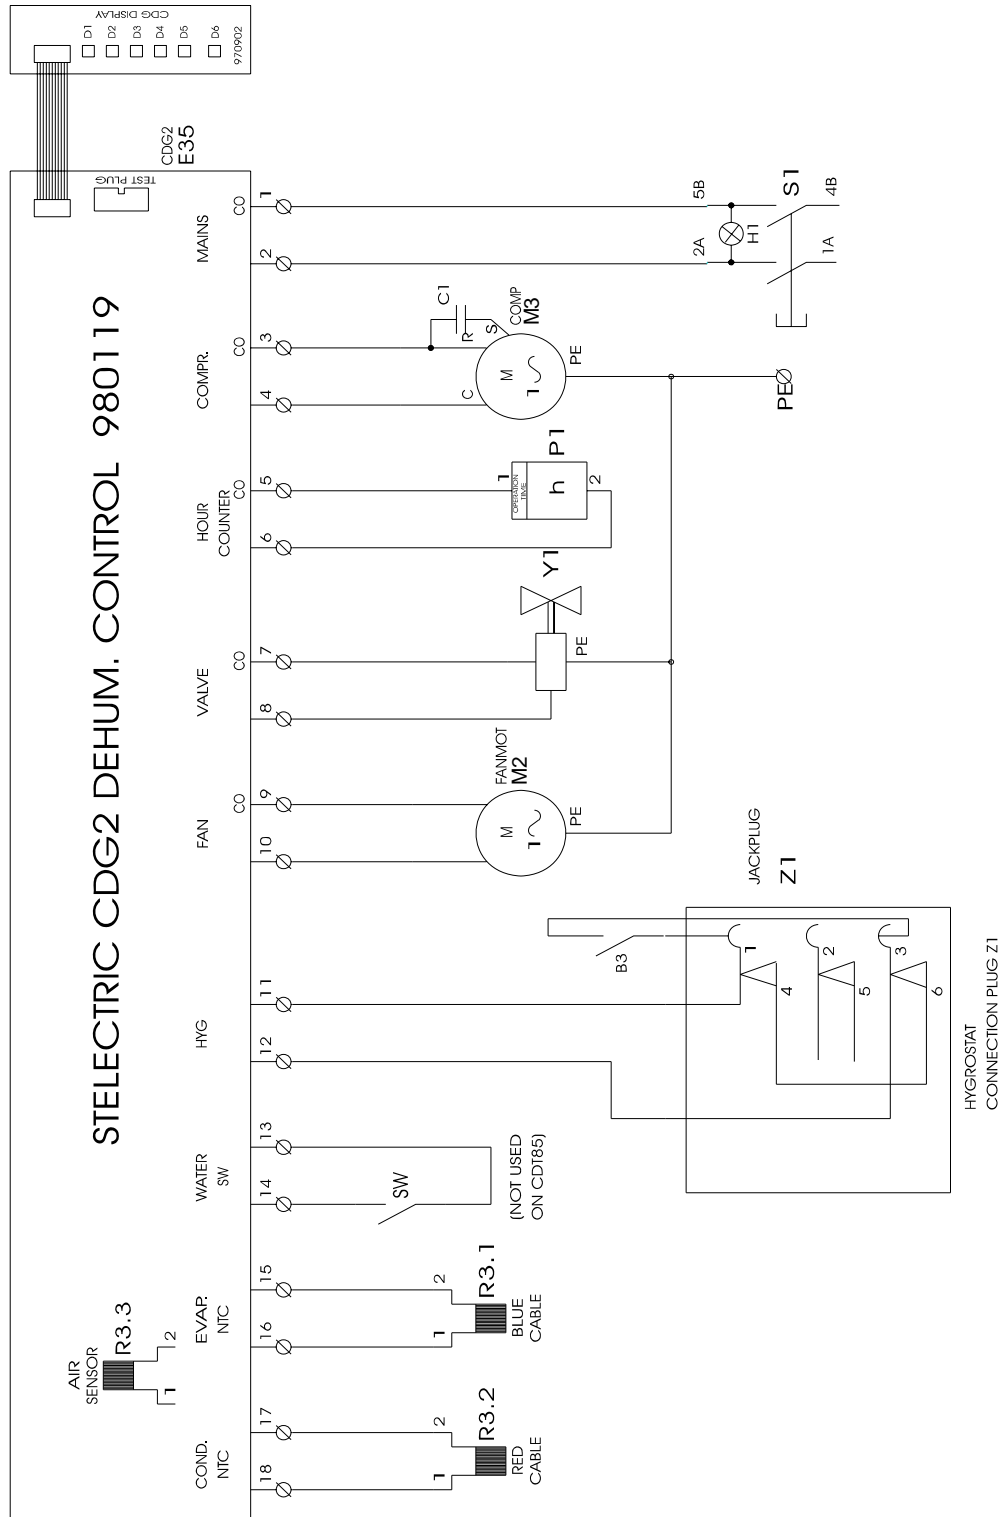 STELECTRIC CDG2 DEHUM. CONTROL 980119
AIR
SENSOR
R3.3
1
2
TEST PLUG
CDG2
E35
CDG DISPLAY
D1
D2
D3
D4
D5
D6
970902
COND.
NTC
EVAP.
NTC
WATER
SW
HYG
FAN
VALVE
HOUR
COUNTER
COMPR.
MAINS
CO
CO
CO
CO
CO
18
17
16
15
14
13
12
11
10
9
8
7
6
5
4
3
2
1
1
2
R3.2
RED
CABLE
1
2
R3.1
BLUE
CABLE
SW
(NOT USED
ON CDT85)
FANMOT
M2
M
1
PE
Y1
PE
OPERATION
TIME
h
1
2
P1
C1
C
R
S
COMP
M3
M
1
PE
PE
2A
5B
H1
1A
4B
S1
B3
JACKPLUG
Z1
1
2
3
4
5
6
HYGROSTAT
CONNECTION PLUG Z1